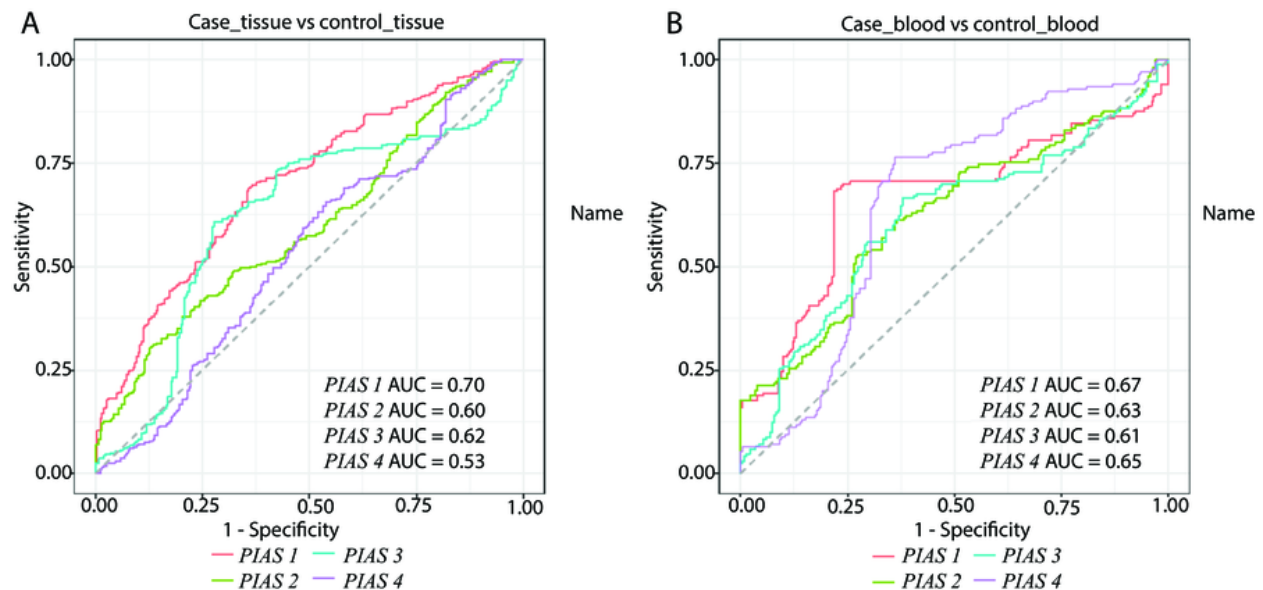 A
Case_tissue vs control_tissue
1.00
0.75
0.50
0.25
0.00
Sensitivity
PIAS 1 AUC = 0.70
PIAS 2 AUC = 0.60
PIAS 3 AUC = 0.62
PIAS 4 AUC = 0.53
0.00 0.25 0.50 0.75 1.00
1 - Specificity
Name
PIAS 1 PIAS 3
PIAS 2 PIAS 4
B
Case_blood vs control_blood
1.00
0.75
0.50
0.25
0.00
Sensitivity
PIAS 1 AUC = 0.67
PIAS 2 AUC = 0.63
PIAS 3 AUC = 0.61
PIAS 4 AUC = 0.65
0.00 0.25 0.50 0.75 1.00
1 - Specificity
Name
PIAS 1 PIAS 3
PIAS 2 PIAS 4